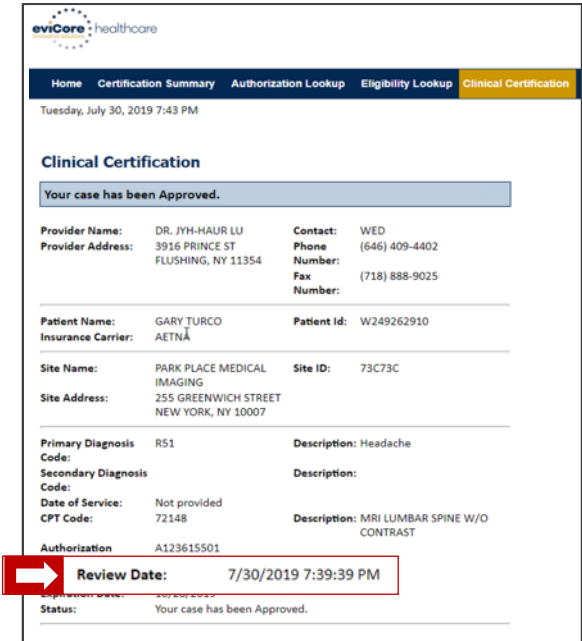 eviCore healthcare
innovative solutions
Home Certification Summary Authorization Lookup Eligibility Lookup Clinical Certification
Tuesday, July 30, 2019 7:43 PM
Clinical Certification
Your case has been Approved.
Provider Name: DR. JYH-HAUR LU Contact: WED
Provider Address: 3916 PRINCE ST Phone (646) 409-4402
FLUSHING, NY 11354 Number:
Fax (718) 888-9025
Number:
Patient Name: GARY TURCO Patient Id: W249262910
Insurance Carrier: AETNA
Site Name: PARK PLACE MEDICAL Site ID: 73C73C
IMAGING
Site Address: 255 GREENWICH STREET
NEW YORK, NY 10007
Primary Diagnosis R51 Description: Headache
Code:
Secondary Diagnosis Description:
Code:
Date of Service: Not provided
CPT Code: 72148 Description: MRI LUMBAR SPINE W/O
CONTRAST
Authorization A123615501
Review Date: 7/30/2019 7:39:39 PM
Expiration Date:
Status: Your case has been Approved.